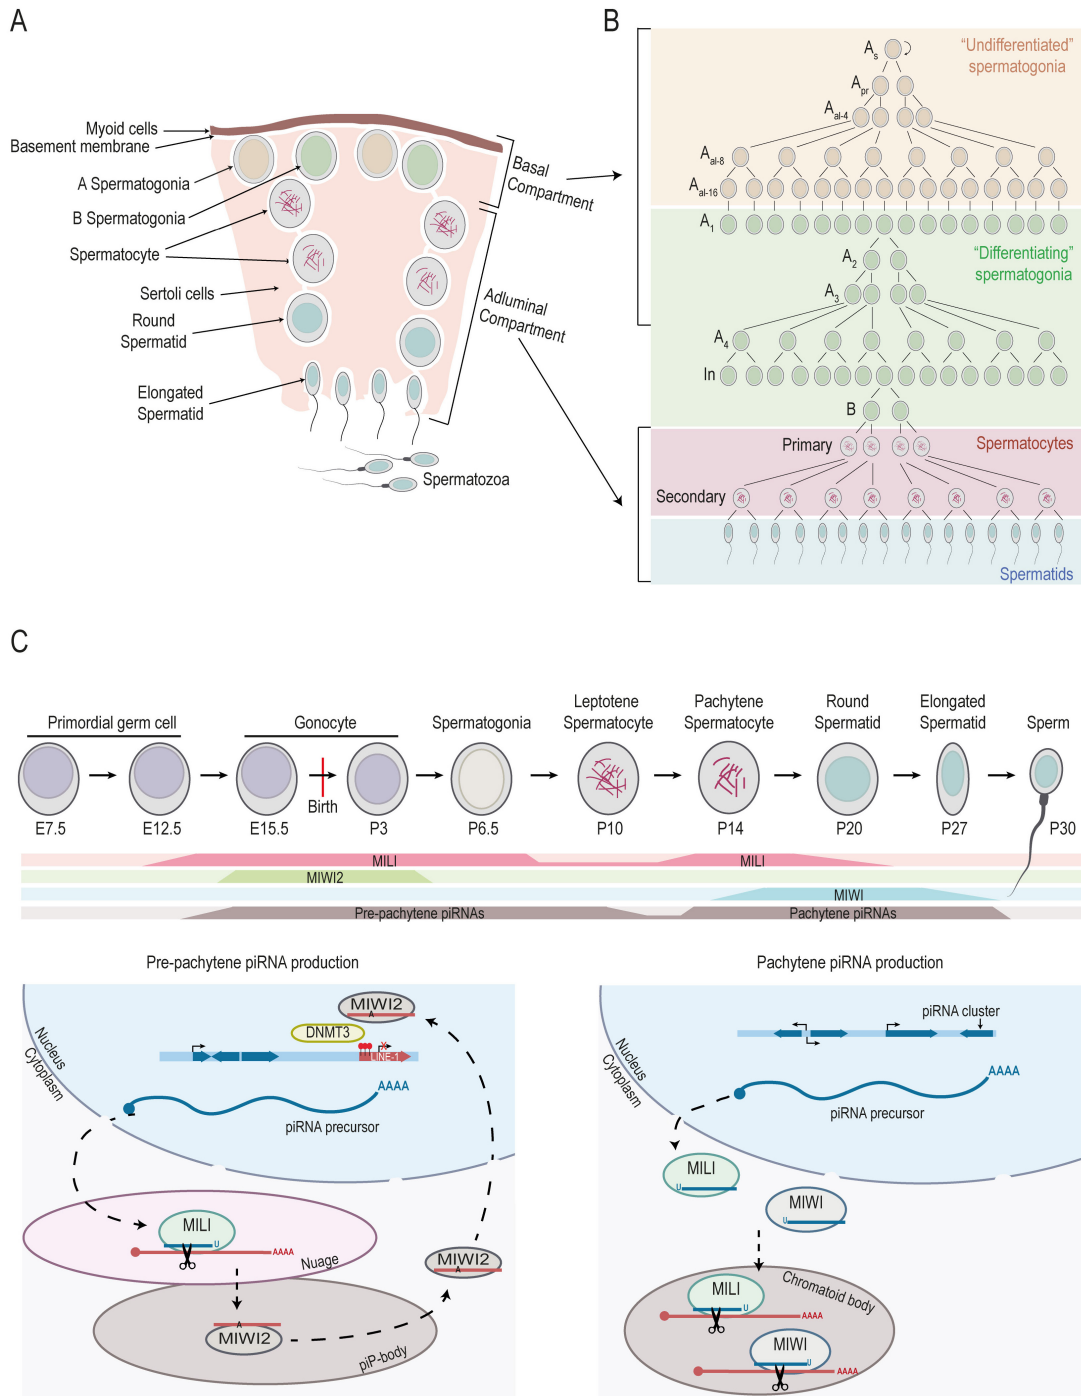 A
Myoid cells
Basement membrane
A Spermatogonia
B Spermatogonia
Spermatocyte
Sertoli cells
Round
Spermatid
Elongated
Spermatid
Basal
Compartment
Adluminal
Compartment
Spermatozoa
B
"Undifferentiated"
spermatogonia
As
Apr
Aal-4
Aal-8
Aal-16
A1
"Differentiating"
spermatogonia
A2
A3
A4
In
B
Primary
Spermatocytes
Secondary
Spermatids
C
Primordial germ cell
Gonocyte
Spermatogonia
Leptotene
Spermatocyte
Pachytene
Spermatocyte
Round
Spermatid
Elongated
Spermatid
Sperm
Birth
E7.5
E12.5
E15.5
P3
P6.5
P10
P14
P20
P27
P30
MILI
MILI
MIWI2
MIWI
Pre-pachytene piRNAs
Pachytene piRNAs
Pre-pachytene piRNA production
Nucleus
Cytoplasm
MIWI2
A
DNMT3
X
LINE-1
AAAA
piRNA precursor
MILI
U
AAAA
Nuage
MIWI2
A
A
MIWI2
piP-body
Pachytene piRNA production
Nucleus
Cytoplasm
piRNA cluster
AAAA
piRNA precursor
MILI
U
MIWI
U
Chromatoid body
MILI
U
AAAA
MIWI
U
AAAA